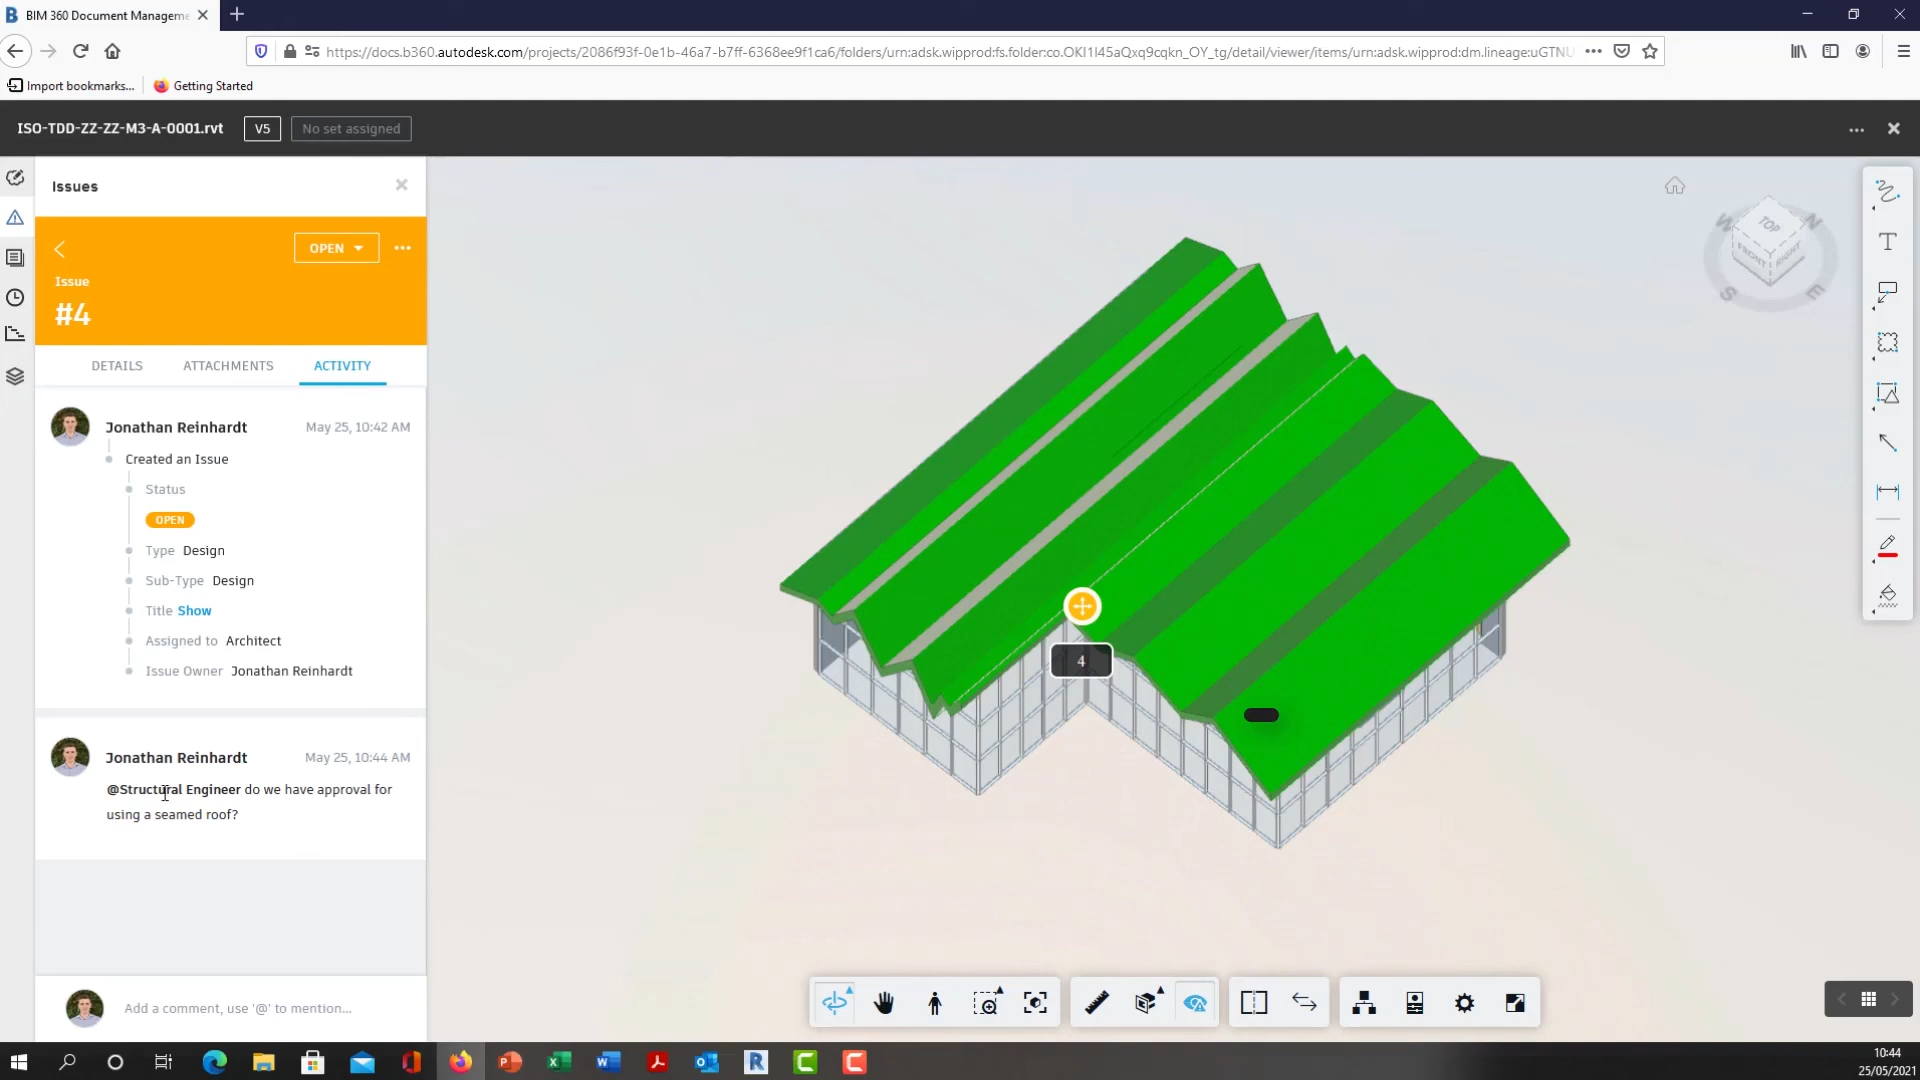 BIM 360 Document Manageme
https://docs.b360.autodesk.com/projects/2086f93f-0e1b-46a7-b7ff-6368ee9f1ca6/folders/urn:adsk.wipprod:fs.folder:co.OKI1I45aQxq9cqkn_OY_tg/detail/viewer/items/urn:adsk.wipprod:dm.lineage:uGTNU
Import bookmarks...
Getting Started
ISO-TDD-ZZ-ZZ-M3-A-0001.rvt
V5
No set assigned
Issues
OPEN
Issue
#4
DETAILS
ATTACHMENTS
ACTIVITY
Jonathan Reinhardt
May 25, 10:42 AM
Created an Issue
Status
OPEN
Type Design
Sub-Type Design
Title Show
Assigned to Architect
Issue Owner Jonathan Reinhardt
Jonathan Reinhardt
May 25, 10:44 AM
@Structural Engineer do we have approval for
using a seamed roof?
Add a comment, use '@' to mention...
4
TOP
FRONT
RIGHT
W
N
S
E
T
10:44
25/05/2021